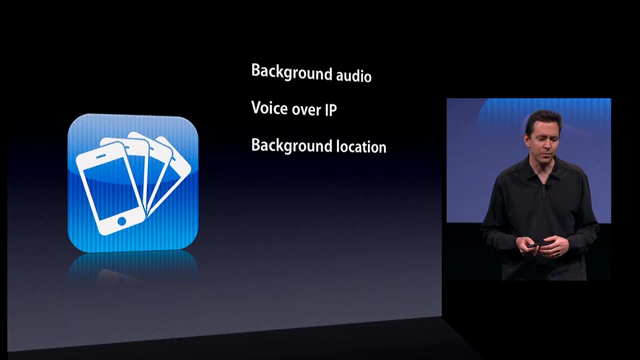 Background audio
Voice over IP
Background location